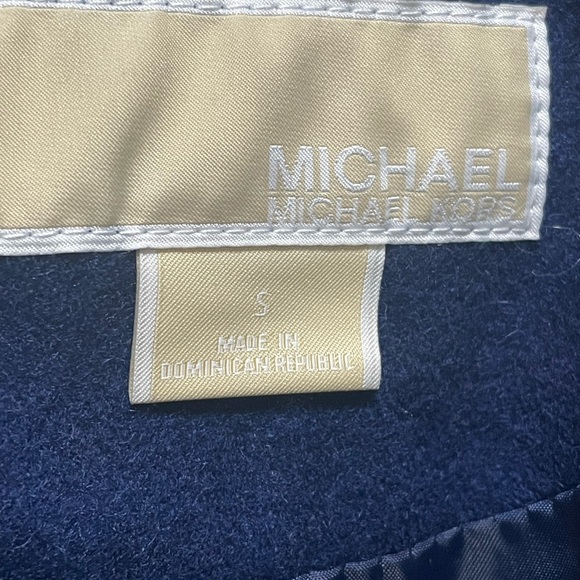 MICHAEL
MICHAEL KORS
S
MADE IN
DOMINICAN REPUBLIC